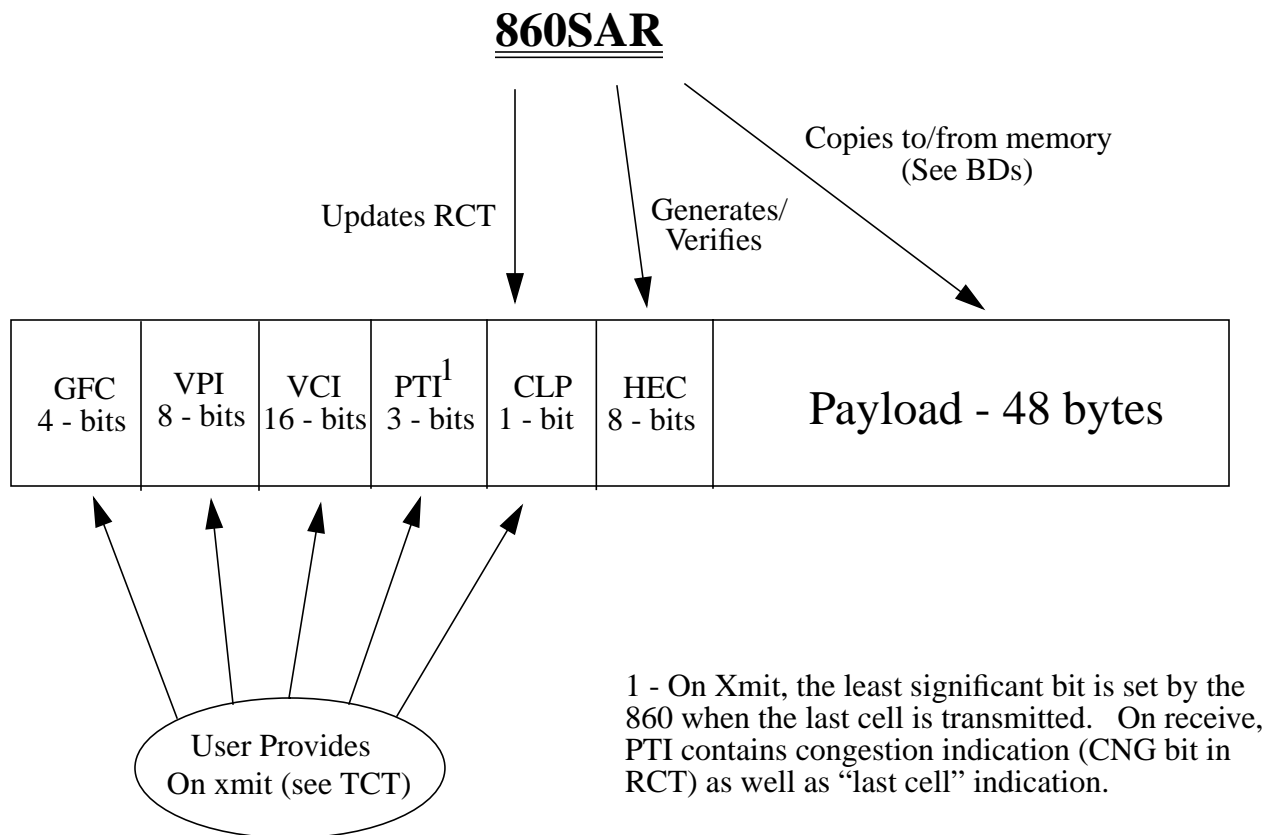 860SAR
Copies to/from memory
(See BDs)
Updates RCT
Generates/
Verifies
GFC
4 - bits
VPI
8 - bits
VCI
16 - bits
PTI1
3 - bits
CLP
1 - bit
HEC
8 - bits
Payload - 48 bytes
User Provides
On xmit (see TCT)
1 - On Xmit, the least significant bit is set by the
860 when the last cell is transmitted. On receive,
PTI contains congestion indication (CNG bit in
RCT) as well as “last cell” indication.